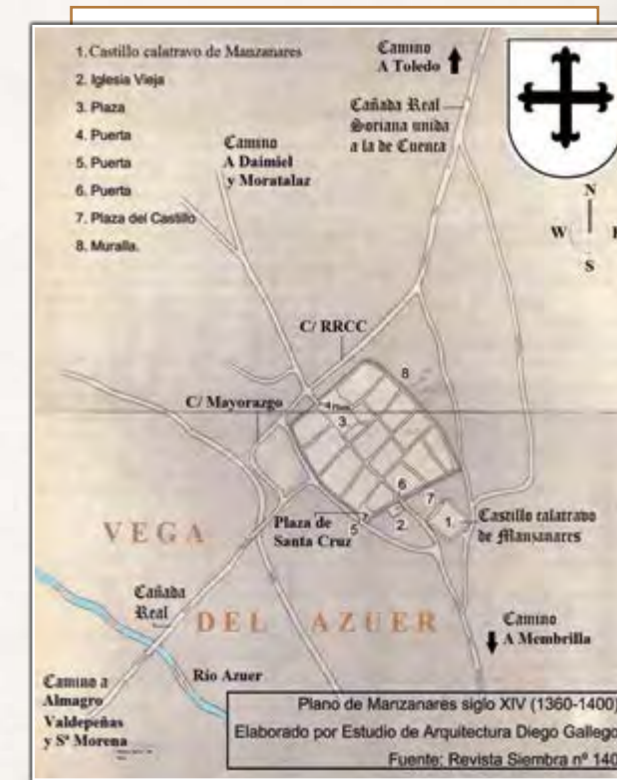 1. Castillo calatravo de Manzanares
2. Iglesia Vieja
3. Plaza
4. Puerta
5. Puerta
6. Puerta
7. Plaza del Castillo
8. Muralla.
Camino
A Toledo
Cañada Real
Soriana unida
a la de Cuenca
Camino
A Daimiel
y Moratalaz
N
W
S
C/ RRCC
8
C/ Mayorazgo
4
3.
6
7
Plaza de
Santa Cruz
5
2.
1.
Castillo calatravo
de Manzanares
VEGA
DEL AZUER
Cañada
Real
Camino
A Membrilla
Río Azuer
Camino a
Almagro
Valdepeñas
y Sª Morena
Plano de Manzanares siglo XIV (1360-1400)
Elaborado por Estudio de Arquitectura Diego Gallego
Fuente: Revista Siembra nº 140